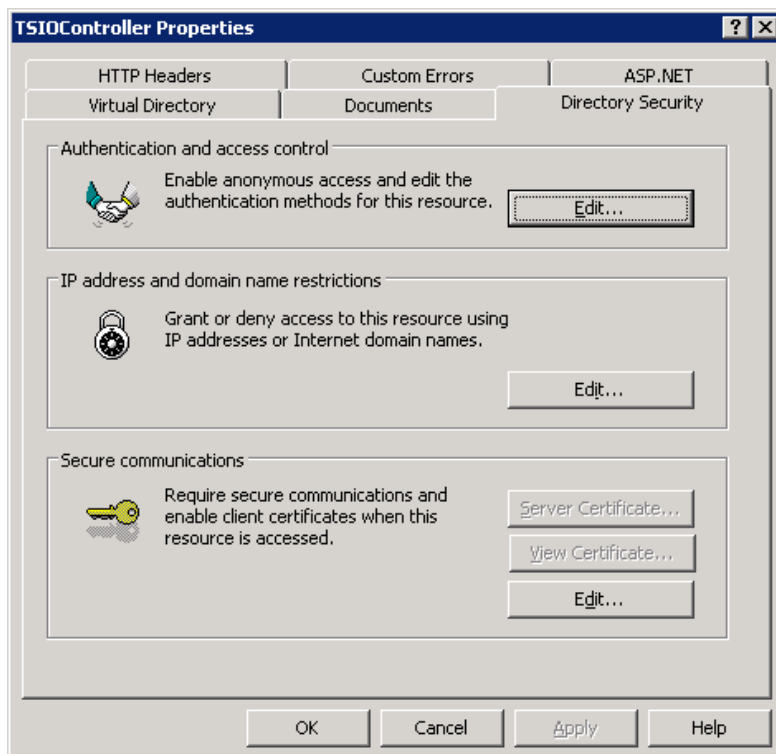 TSIOController Properties
HTTP Headers
Custom Errors
ASP.NET
Virtual Directory
Documents
Directory Security
Authentication and access control
Enable anonymous access and edit the
authentication methods for this resource.
Edit...
IP address and domain name restrictions
Grant or deny access to this resource using
IP addresses or Internet domain names.
Edit...
Secure communications
Require secure communications and
enable client certificates when this
resource is accessed.
Server Certificate...
View Certificate...
Edit...
OK
Cancel
Apply
Help